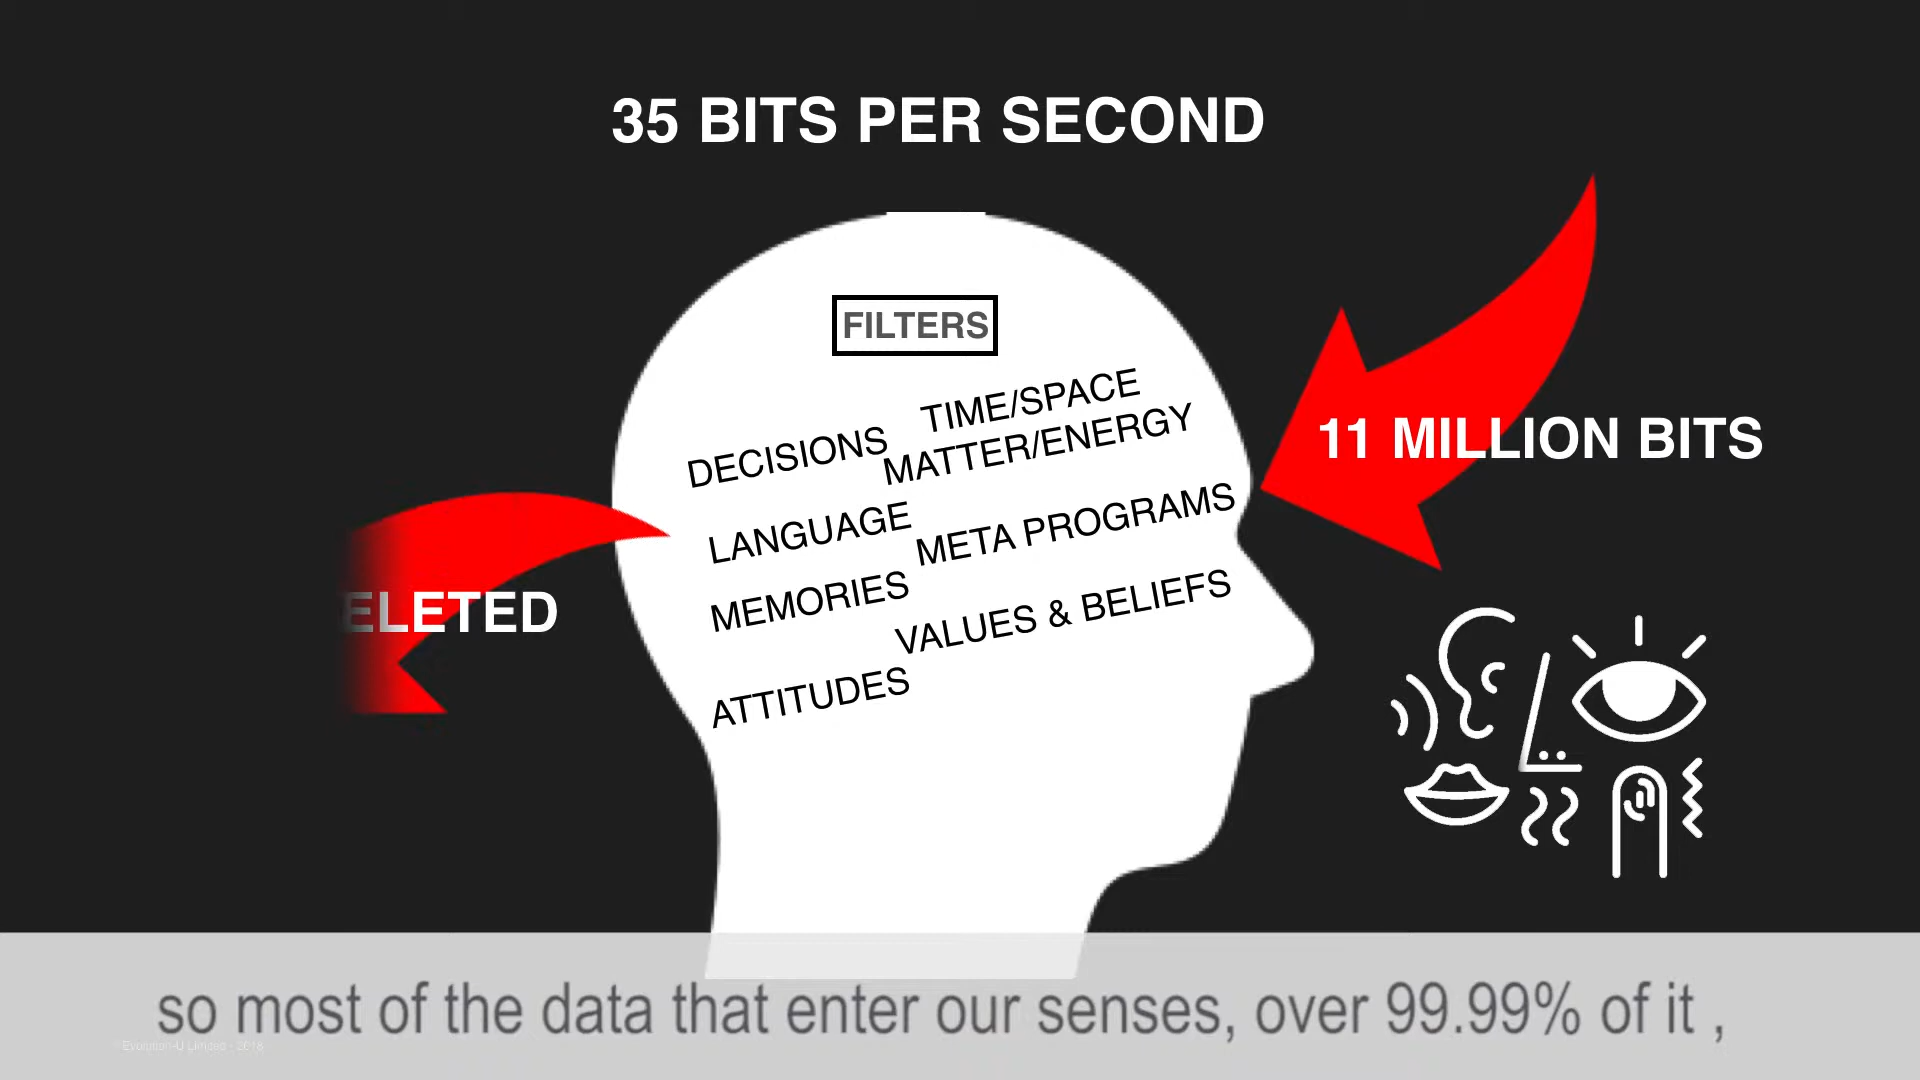 35 BITS PER SECOND
FILTERS
TIME/SPACE
MATTER/ENERGY
DECISIONS
11 MILLION BITS
LANGUAGE
META PROGRAMS
MEMORIES
VALUES & BELIEFS
ELETED
ATTITUDES
so most of the data that enter our senses, over 99.99% of it ,